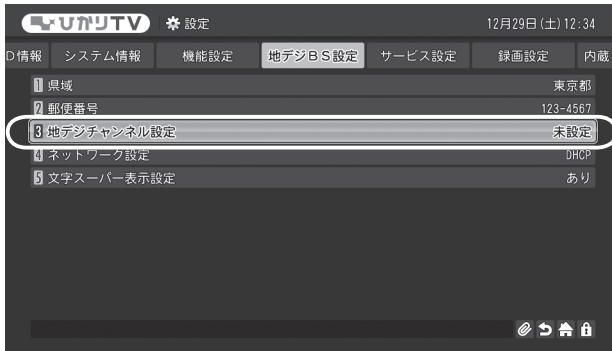 ひかりTV 設定 12月29日(土)12:34
D情報 システム情報 機能設定 地デジBS設定 サービス設定 録画設定 内蔵
1 県域 東京都
2 郵便番号 123-4567
3 地デジチャンネル設定 未設定
4 ネットワーク設定 DHCP
5 文字スーパー表示設定 あり